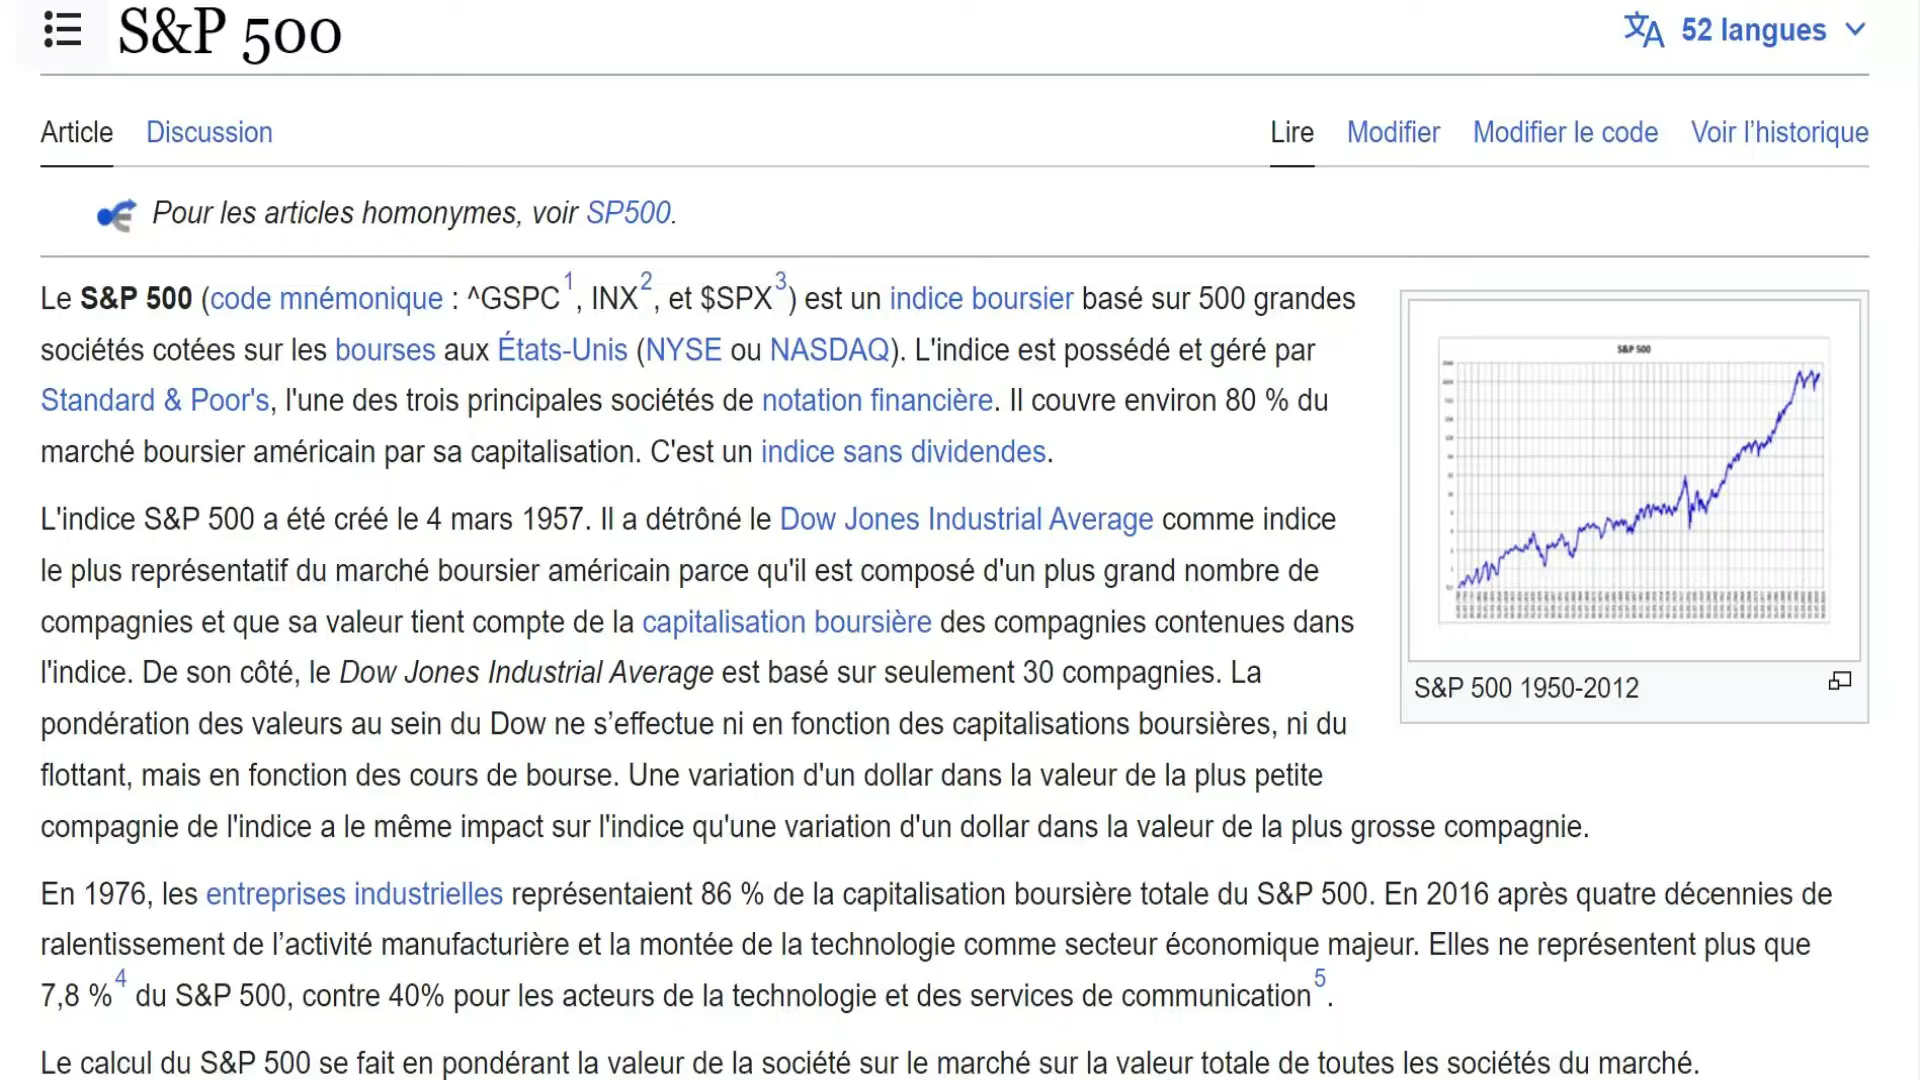 S&P 500
52 langues
Article
Discussion
Lire
Modifier
Modifier le code
Voir l’historique
Pour les articles homonymes, voir SP500.
Le S&P 500 (code mnémonique : ^GSPC1, INX2, et $SPX3) est un indice boursier basé sur 500 grandes
sociétés cotées sur les bourses aux États-Unis (NYSE ou NASDAQ). L'indice est possédé et géré par
Standard & Poor's, l'une des trois principales sociétés de notation financière. Il couvre environ 80 % du
marché boursier américain par sa capitalisation. C'est un indice sans dividendes.
S&P 500
L'indice S&P 500 a été créé le 4 mars 1957. Il a détrôné le Dow Jones Industrial Average comme indice
le plus représentatif du marché boursier américain parce qu'il est composé d'un plus grand nombre de
compagnies et que sa valeur tient compte de la capitalisation boursière des compagnies contenues dans
l'indice. De son côté, le Dow Jones Industrial Average est basé sur seulement 30 compagnies. La
pondération des valeurs au sein du Dow ne s’effectue ni en fonction des capitalisations boursières, ni du
flottant, mais en fonction des cours de bourse. Une variation d'un dollar dans la valeur de la plus petite
compagnie de l'indice a le même impact sur l'indice qu'une variation d'un dollar dans la valeur de la plus grosse compagnie.
S&P 500 1950-2012
En 1976, les entreprises industrielles représentaient 86 % de la capitalisation boursière totale du S&P 500. En 2016 après quatre décennies de
ralentissement de l’activité manufacturière et la montée de la technologie comme secteur économique majeur. Elles ne représentent plus que
7,8 %4 du S&P 500, contre 40% pour les acteurs de la technologie et des services de communication5.
Le calcul du S&P 500 se fait en pondérant la valeur de la société sur le marché sur la valeur totale de toutes les sociétés du marché.